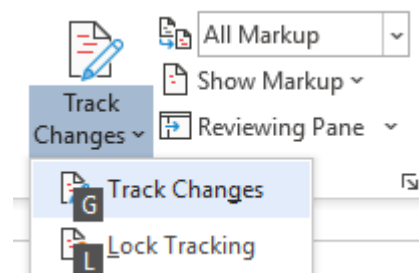 All Markup
Show Markup
Track
Changes
Reviewing Pane
Track Changes
G
Lock Tracking
L